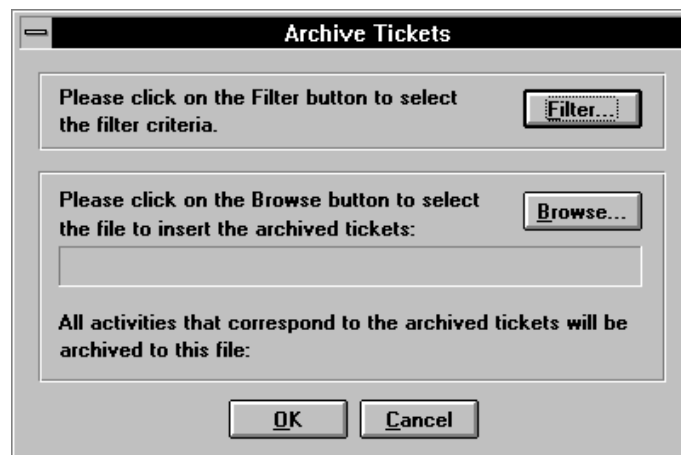 Archive Tickets
Please click on the Filter button to select
the filter criteria.
Filter...
Please click on the Browse button to select
the file to insert the archived tickets:
Browse...
All activities that correspond to the archived tickets will be
archived to this file:
OK
Cancel